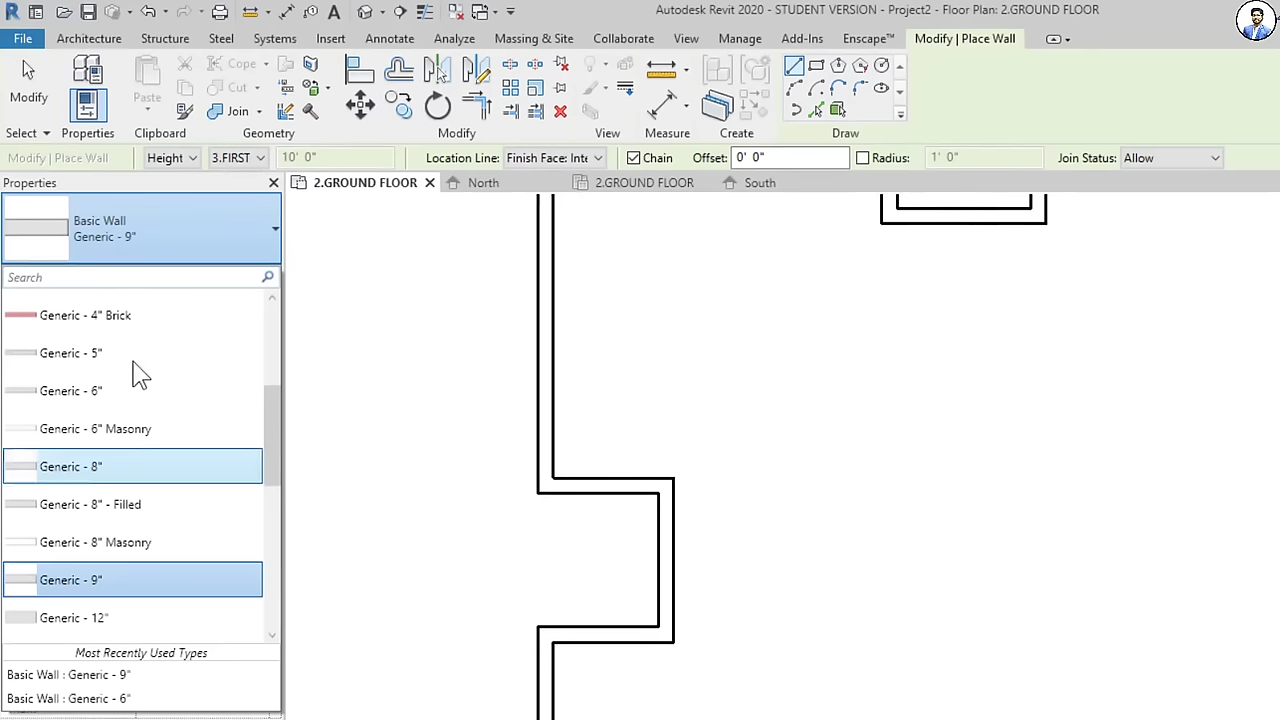 Autodesk Revit 2020 - STUDENT VERSION - Project2 - Floor Plan: 2.GROUND FLOOR
File Architecture Structure Steel Systems Insert Annotate Analyze Massing & Site Collaborate View Manage Add-Ins Enscape™ Modify | Place Wall
Modify Paste Cope Cut Join
Select Properties Clipboard Geometry Modify View Measure Create Draw
Modify | Place Wall Height 3.FIRST 10' 0" Location Line: Finish Face: Inte Chain Offset: 0' 0" Radius: 1' 0" Join Status: Allow
Properties 2.GROUND FLOOR North 2.GROUND FLOOR South
Basic Wall
Generic - 9"
Search
Generic - 4" Brick
Generic - 5"
Generic - 6"
Generic - 6" Masonry
Generic - 8"
Generic - 8" - Filled
Generic - 8" Masonry
Generic - 9"
Generic - 12"
Most Recently Used Types
Basic Wall : Generic - 9"
Basic Wall : Generic - 6"